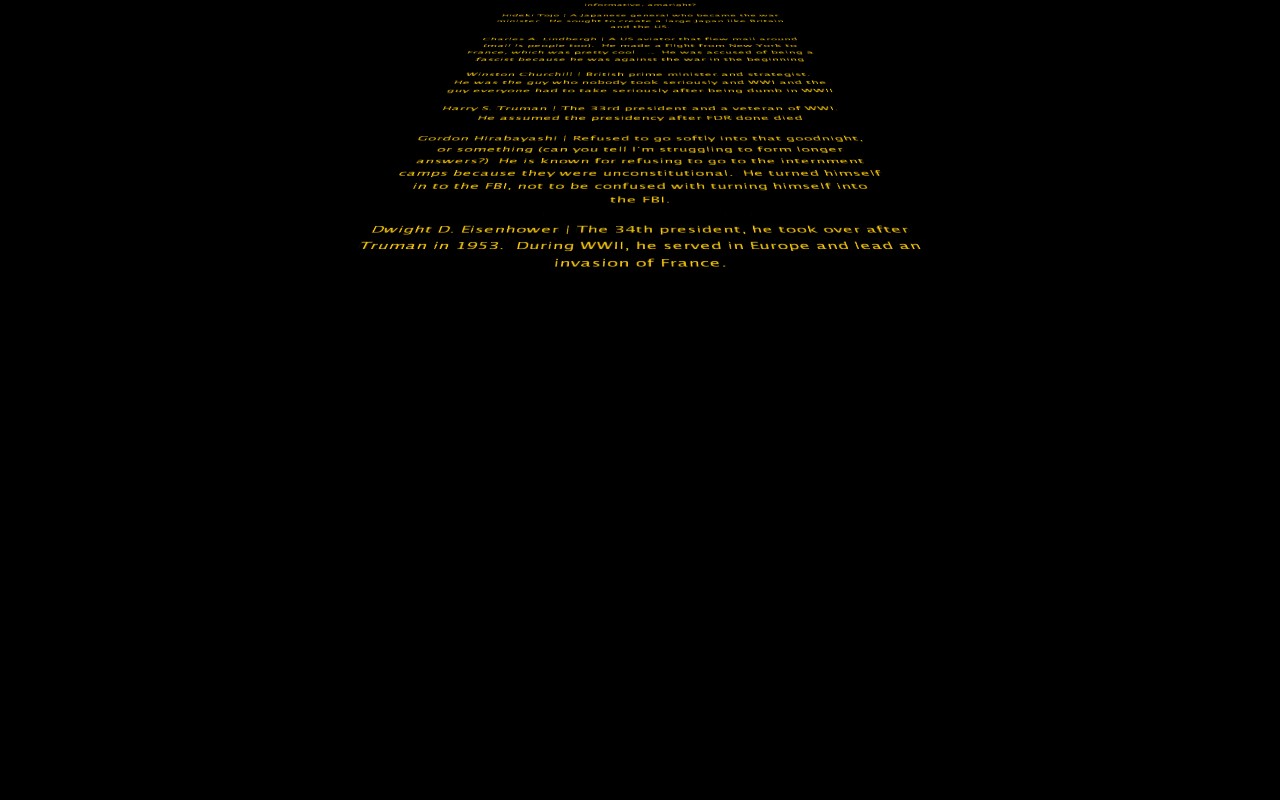 informative, amaright?
Hideki Tojo | A Japanese general who became the war
minister. He sought to create a large Japan like Britain
and the US.
Charles A. Lindbergh | A US aviator that flew mail around
(mail is people too). He made a flight from New York to
France, which was pretty cool . He was accused of being a
fascist because he was against the war in the beginning
Winston Churchill | British prime minister and strategist.
He was the guy who nobody took seriously and WWI and the
guy everyone had to take seriously after being dumb in WWII
Harry S. Truman | The 33rd president and a veteran of WWI.
He assumed the presidency after FDR done died
Gordon Hirabayashi | Refused to go softly into that goodnight,
or something (can you tell I'm struggling to form longer
answers?) He is known for refusing to go to the internment
camps because they were unconstitutional. He turned himself
in to the FBI, not to be confused with turning himself into
the FBI.
Dwight D. Eisenhower | The 34th president, he took over after
Truman in 1953. During WWII, he served in Europe and lead an
invasion of France.